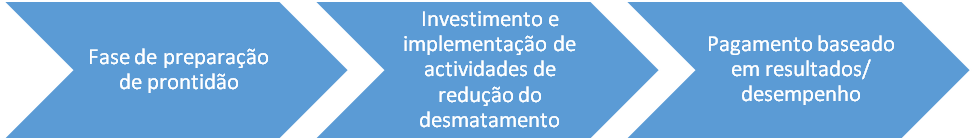 Fase de preparação
de prontidão
Investimento e
implementação de
actividades de
redução do
desmatamento
Pagamento baseado
em resultados/
desempenho